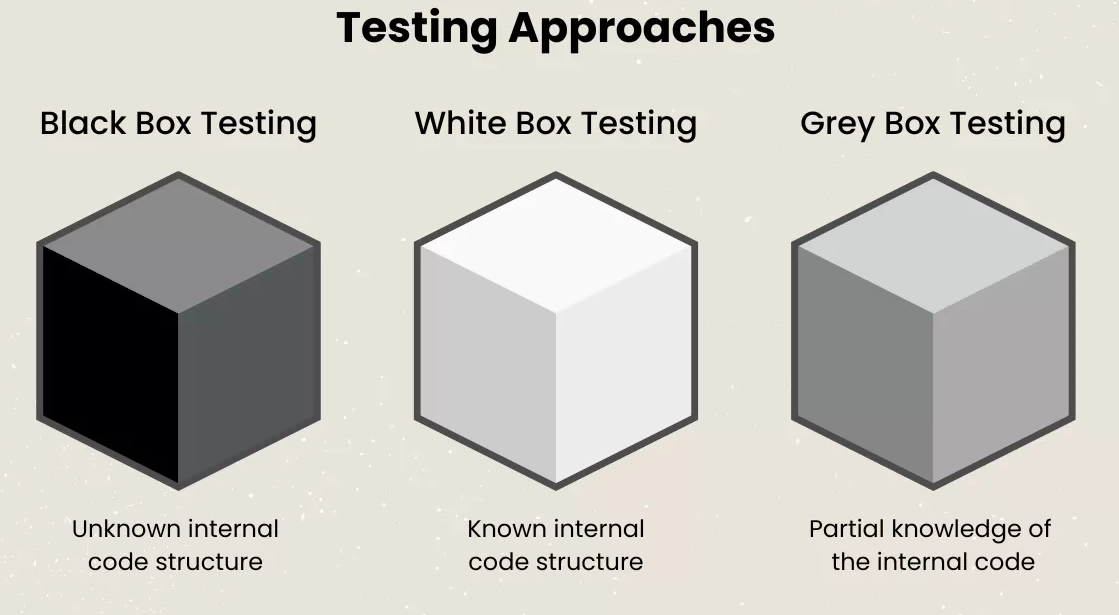 Testing Approaches
Black Box Testing
White Box Testing
Grey Box Testing
Unknown internal
code structure
Known internal
code structure
Partial knowledge of
the internal code